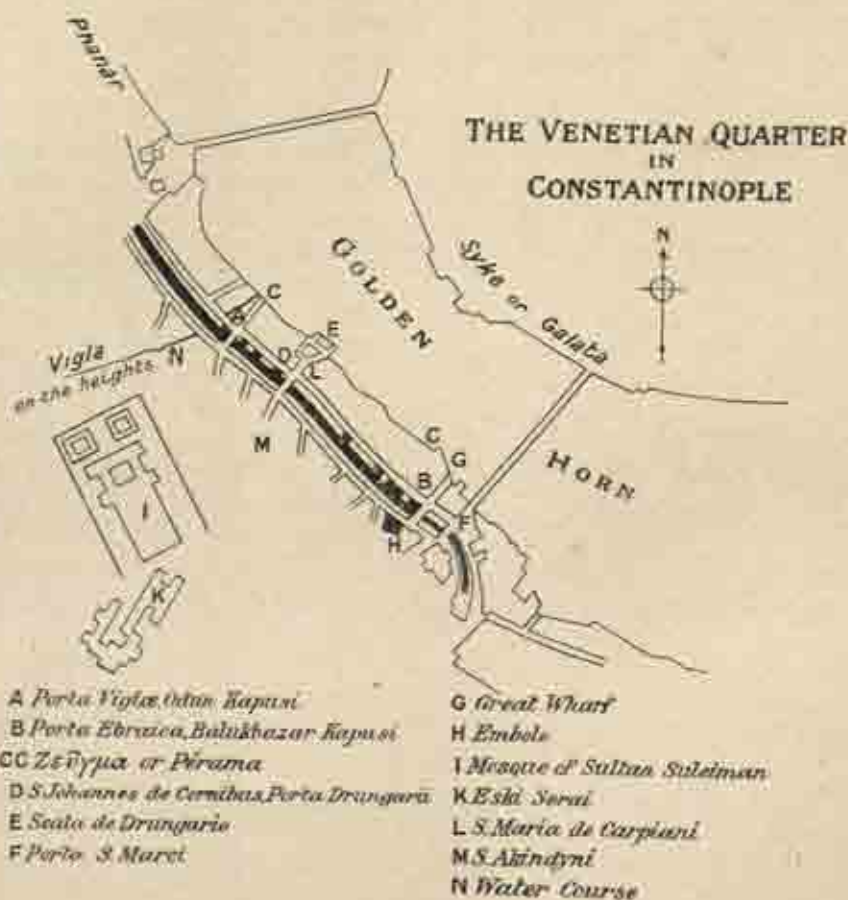 Phanar
THE VENETIAN QUARTER
IN
CONSTANTINOPLE
N
GOLDEN
Syke or Galata
HORN
Vigla
on the heights
C
A
N
D
E
L
M
C
G
B
F
H
I
K
A Porta Viglæ, Odun Kapusi
B Porta Ebraica, Balukhazar Kapusi
CC Ζεῦγμα or Pérama
D S. Johannes de Cornibus, Porta Drungarii
E Scala de Drungario
F Porto S. Marci
G Great Wharf
H Embolo
I Mosque of Sultan Suleiman
K Eski Serai
L S. Maria de Carpiani
M S. Akindyni
N Water Course